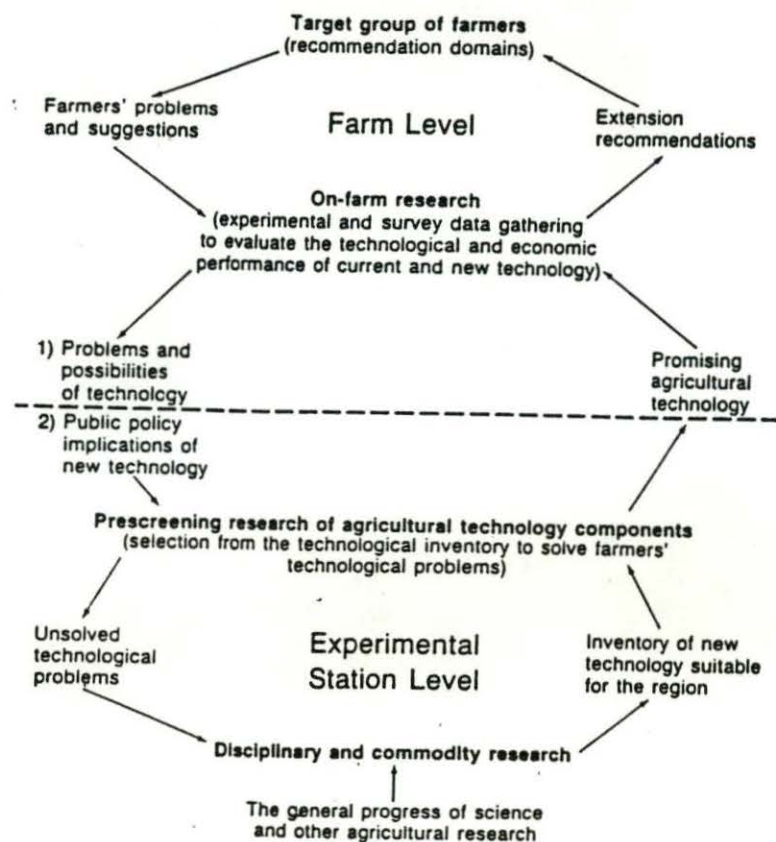 Target group of farmers
(recommendation domains)
Farmers' problems
and suggestions
Farm Level
Extension
recommendations
On-farm research
(experimental and survey data gathering
to evaluate the technological and economic
performance of current and new technology)
1) Problems and
possibilities
of technology
Promising
agricultural
technology
2) Public policy
implications of
new technology
Prescreening research of agricultural technology components
(selection from the technological inventory to solve farmers'
technological problems)
Unsolved
technological
problems
Experimental
Station Level
Inventory of new
technology suitable
for the region
Disciplinary and commodity research
The general progress of science
and other agricultural research